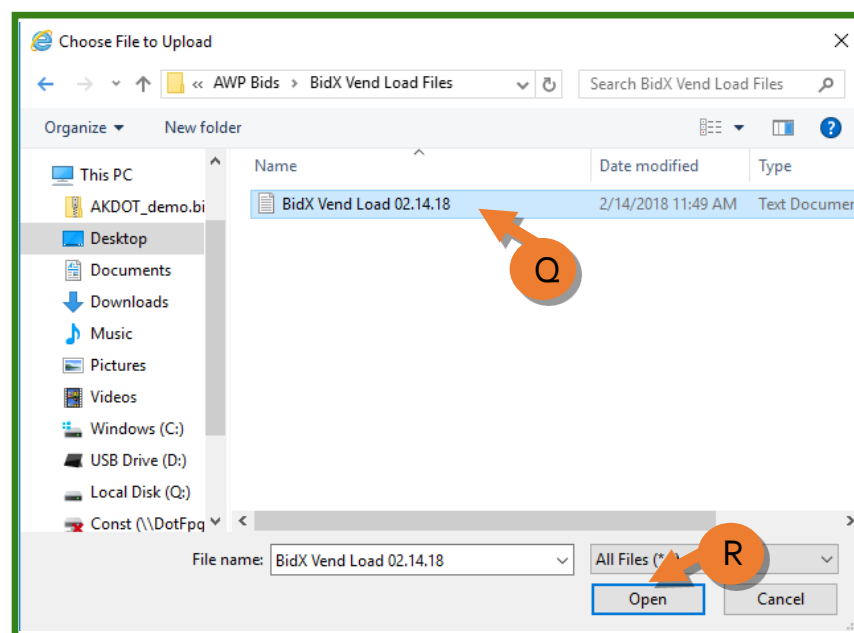 Choose File to Upload
« AWP Bids > BidX Vend Load Files
Search BidX Vend Load Files
Organize
New folder
Name
Date modified
Type
This PC
AKDOT_demo.bi
Desktop
Documents
Downloads
Music
Pictures
Videos
Windows (C:)
USB Drive (D:)
Local Disk (Q:)
Const (\\DotFpq
BidX Vend Load 02.14.18
2/14/2018 11:49 AM
Text Documen
Q
File name:
BidX Vend Load 02.14.18
All Files (*
R
Open
Cancel